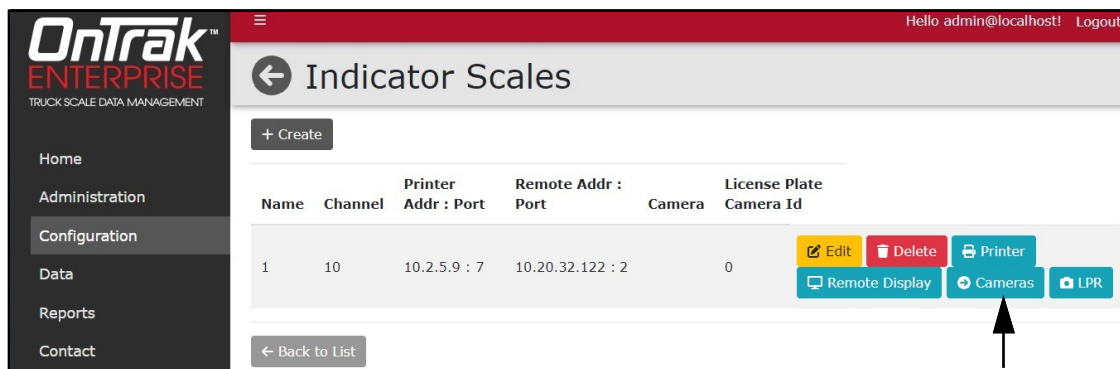 OnTrak™
ENTERPRISE
TRUCK SCALE DATA MANAGEMENT
Home
Administration
Configuration
Data
Reports
Contact
Hello admin@localhost! Logout
Indicator Scales
+ Create
Name Channel Printer Addr : Port Remote Addr : Port Camera License Plate Camera Id
1 10 10.2.5.9 : 7 10.20.32.122 : 2 0
Edit Delete Printer
Remote Display Cameras LPR
← Back to List